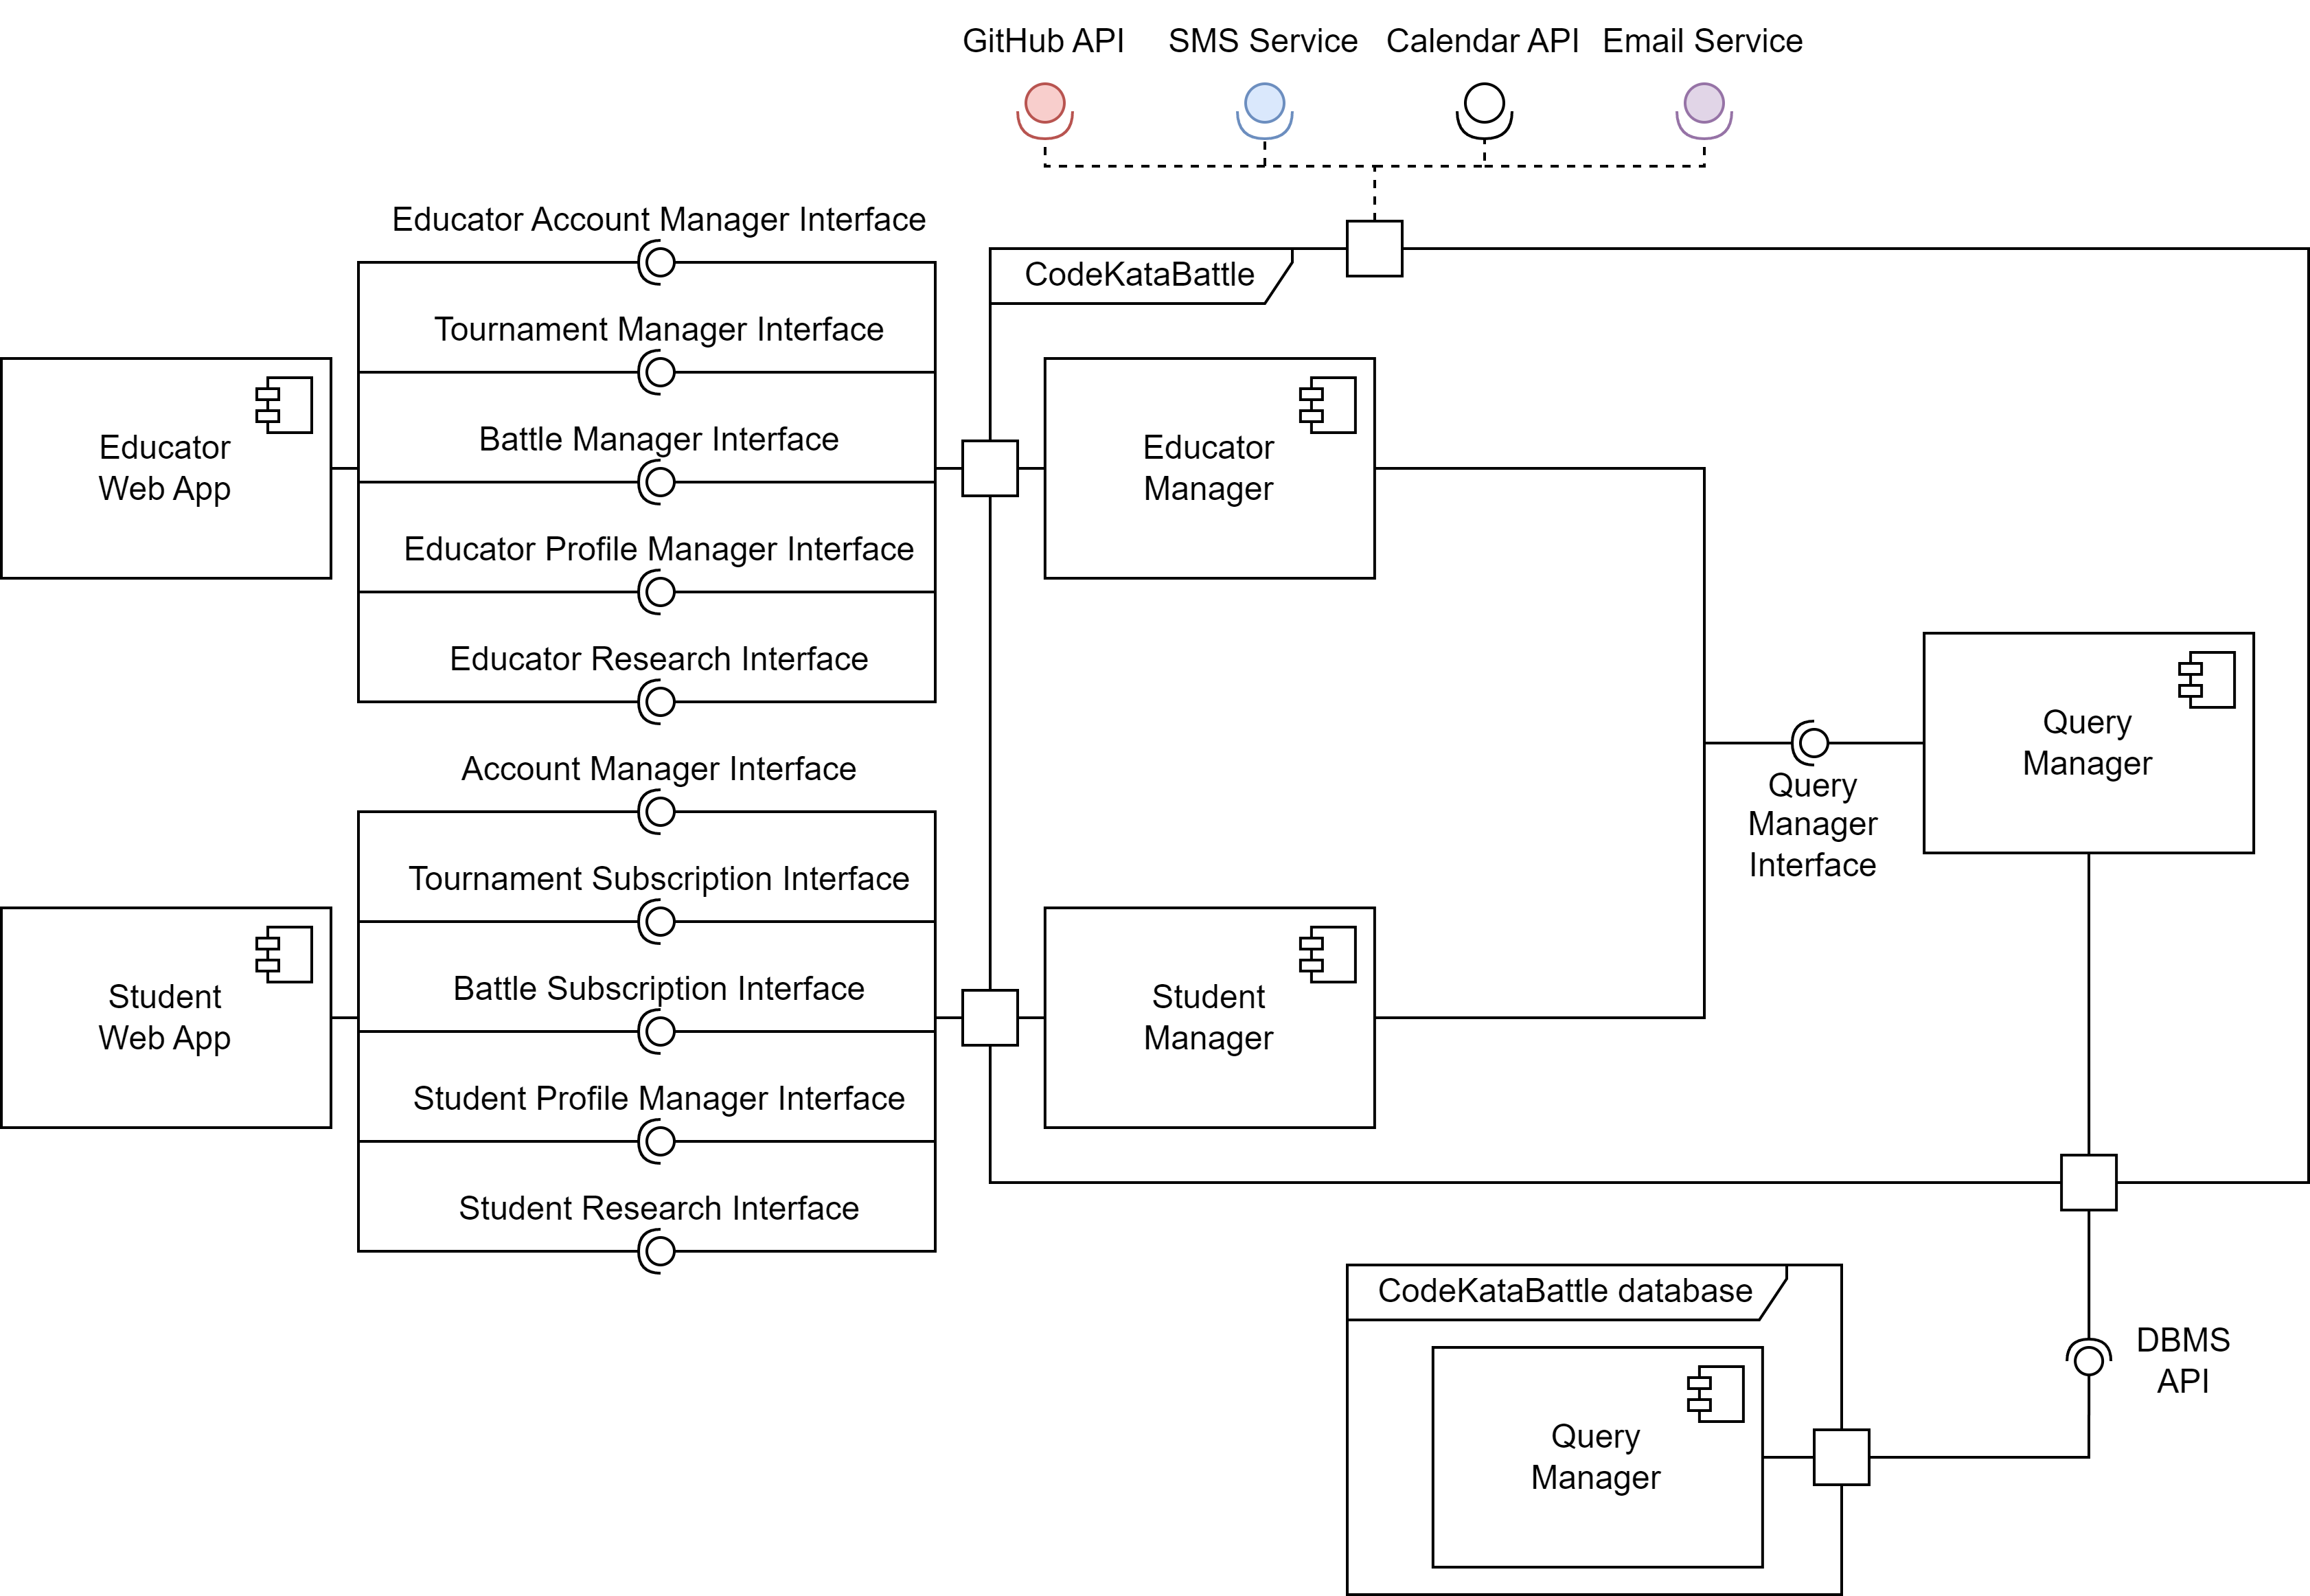 GitHub API
SMS Service
Calendar API
Email Service
Educator Account Manager Interface
Tournament Manager Interface
Battle Manager Interface
Educator Profile Manager Interface
Educator Research Interface
Educator
Web App
CodeKataBattle
Educator
Manager
Query
Manager
Query
Manager
Interface
Account Manager Interface
Tournament Subscription Interface
Battle Subscription Interface
Student Profile Manager Interface
Student Research Interface
Student
Web App
Student
Manager
CodeKataBattle database
Query
Manager
DBMS
API